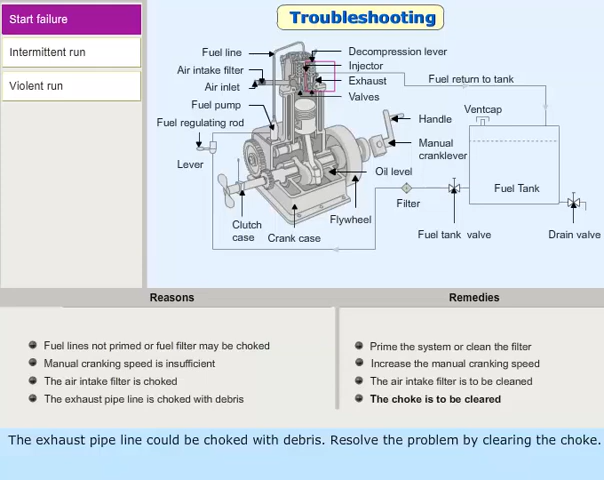 Start failure
Intermittent run
Violent run
Troubleshooting
Fuel line
Air intake filter
Air inlet
Fuel pump
Fuel regulating rod
Lever
Decompression lever
Injector
Exhaust
Valves
Fuel return to tank
Ventcap
Handle
Manual
cranklever
Oil level
Fuel Tank
Filter
Flywheel
Clutch
case
Crank case
Fuel tank valve
Drain valve
Reasons
Remedies
Fuel lines not primed or fuel filter may be choked
Prime the system or clean the filter
Manual cranking speed is insufficient
Increase the manual cranking speed
The air intake filter is choked
The air intake filter is to be cleaned
The exhaust pipe line is choked with debris
The choke is to be cleared
The exhaust pipe line could be choked with debris. Resolve the problem by clearing the choke.